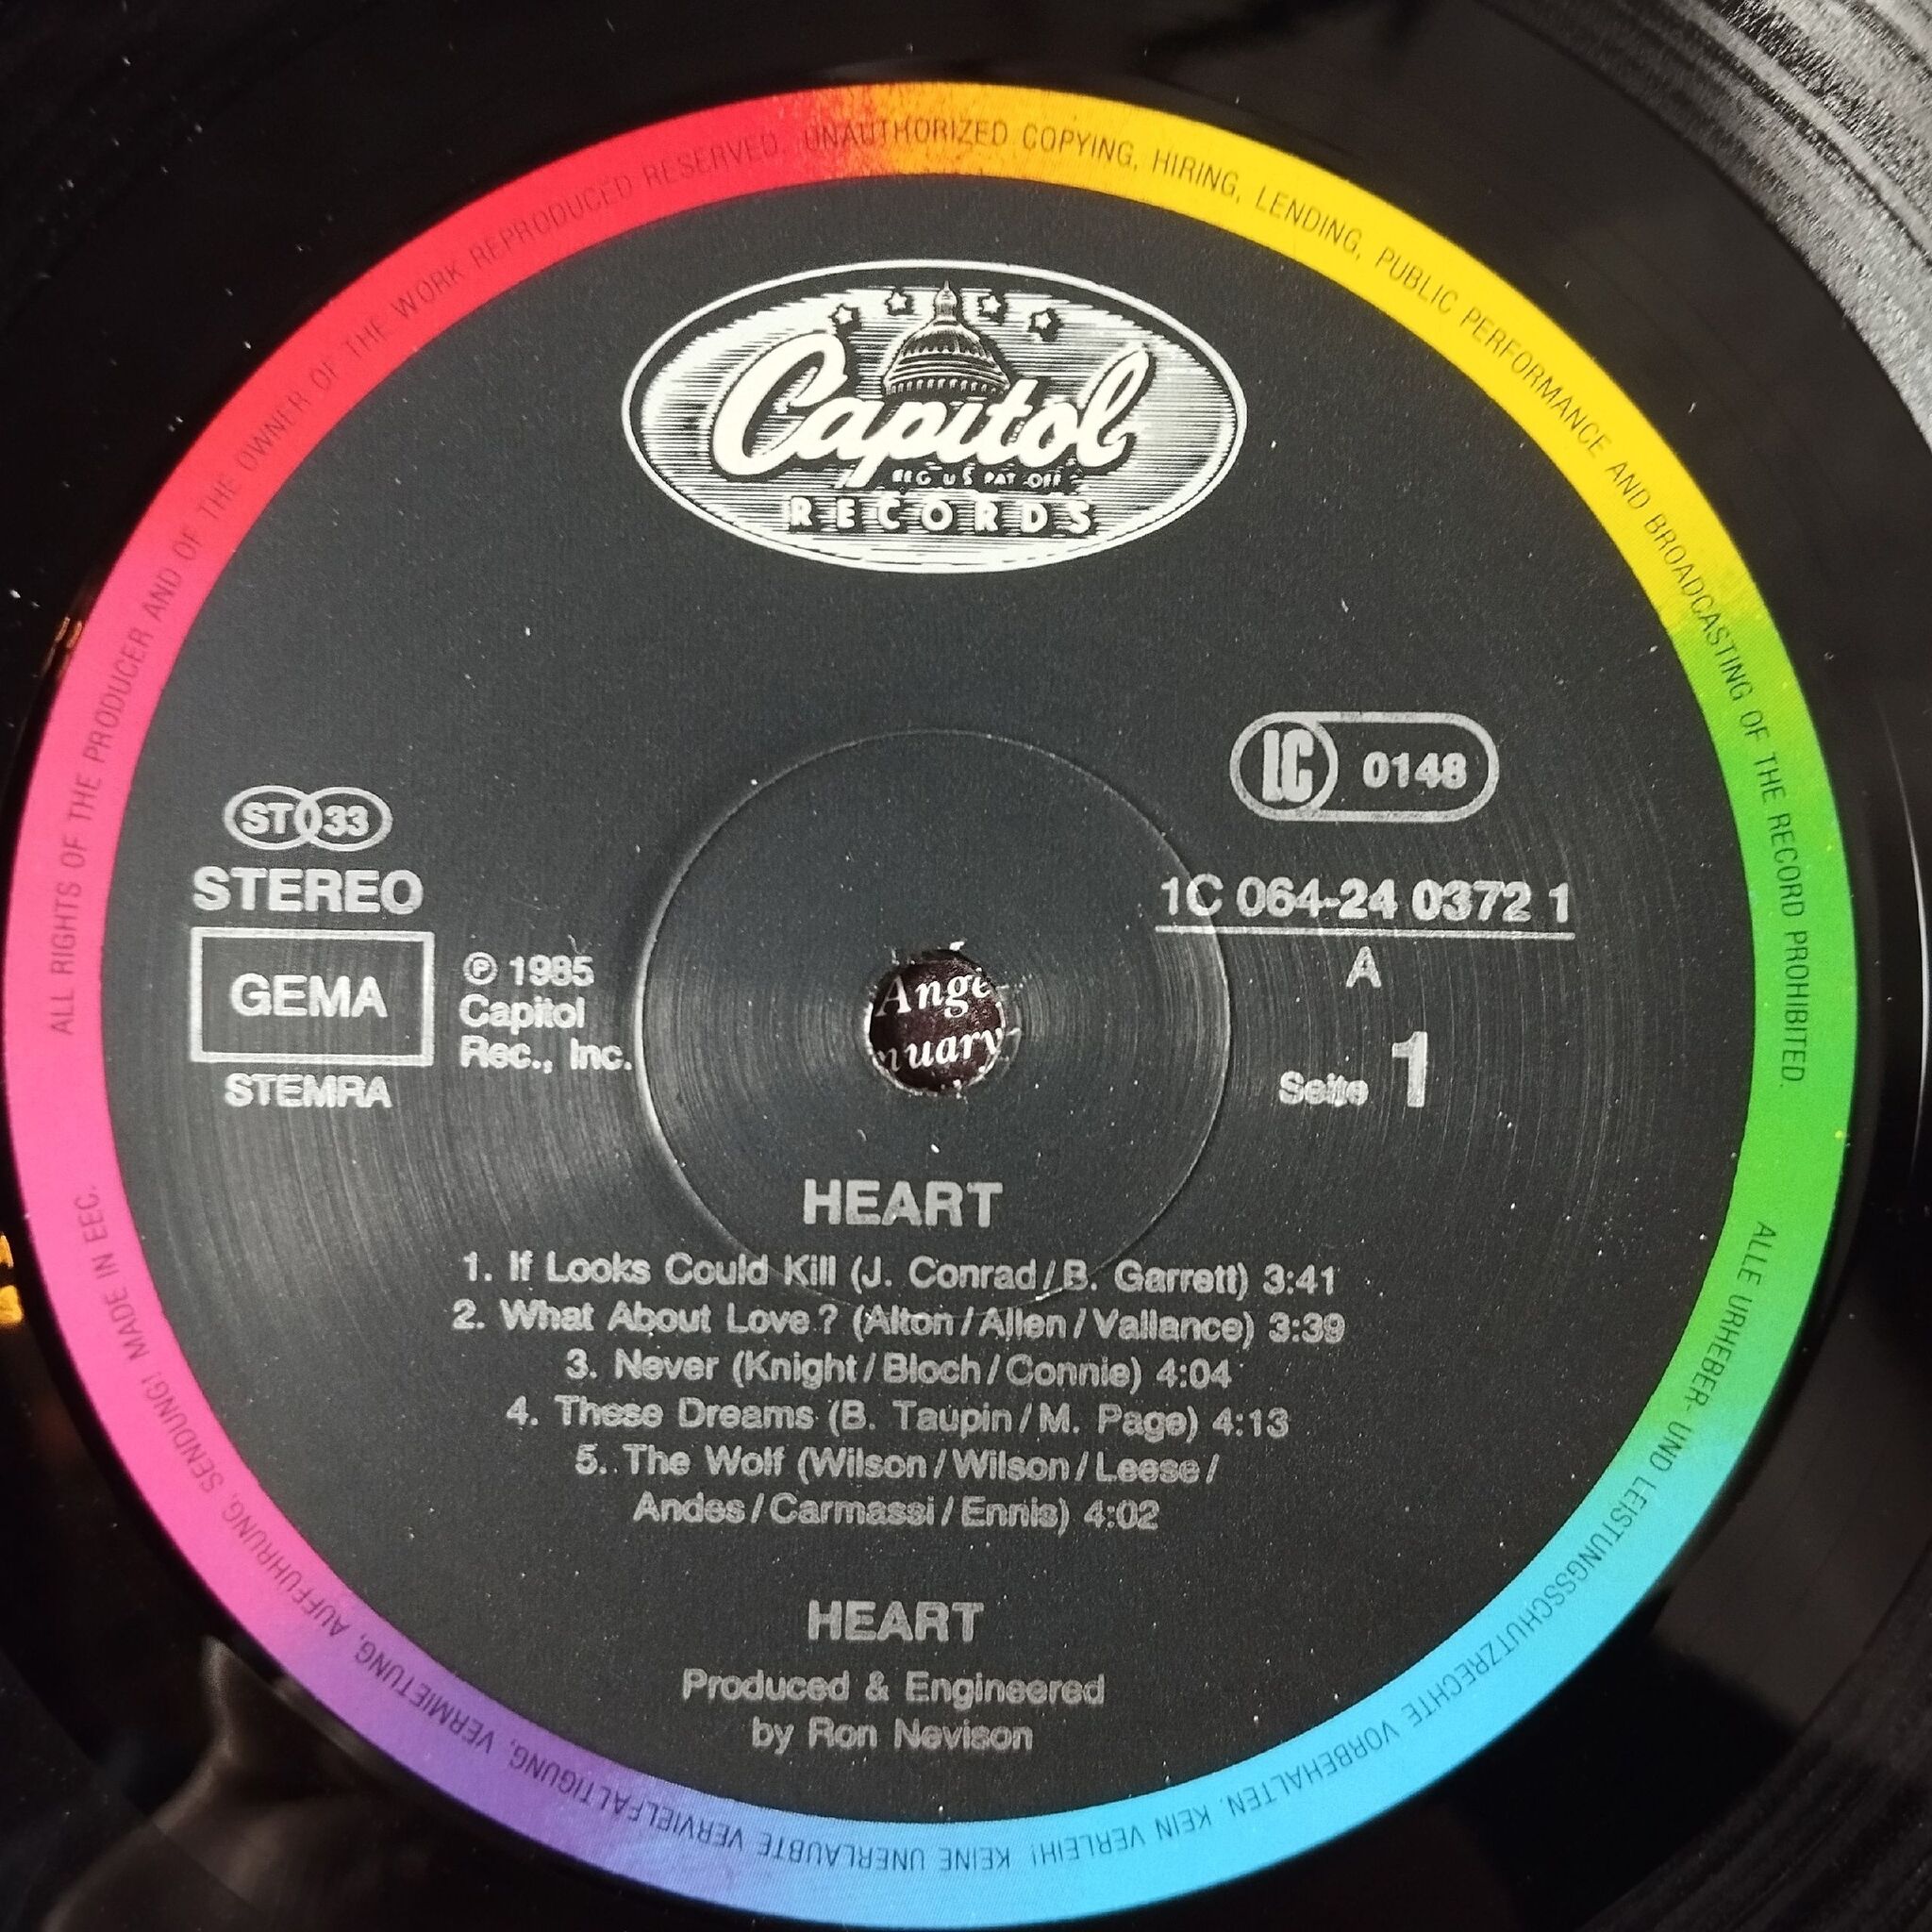 ALL RIGHTS OF THE PRODUCER AND OF THE OWNER OF THE WORK REPRODUCED RESERVED. UNAUTHORIZED COPYING, HIRING, LENDING, PUBLIC PERFORMANCE AND BROADCASTING OF THE RECORD PROHIBITED.
Capitol
REG US PAT OFF
RECORDS
LC 0148
ST 33
STEREO
GEMA
STEMRA
℗ 1985
Capitol
Rec., Inc.
1C 064-24 0372 1
A
Seite 1
HEART
1. If Looks Could Kill (J. Conrad/B. Garrett) 3:41
2. What About Love? (Alton/Allen/Vallance) 3:39
3. Never (Knight/Bloch/Connie) 4:04
4. These Dreams (B. Taupin/M. Page) 4:13
5. The Wolf (Wilson/Wilson/Leese/
Andes/Carmassi/Ennis) 4:02
HEART
Produced & Engineered
by Ron Nevison
ALLE URHEBER- UND LEISTUNGSSCHUTZRECHTE VORBEHALTEN. KEIN VERLEIH! KEINE UNERLAUBTE VERVIELFÄLTIGUNG, VERMIETUNG, AUFFÜHRUNG, SENDUNG! MADE IN EEC.